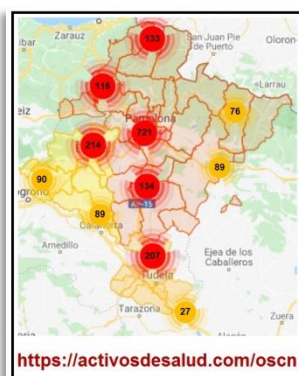 Zarauz
San Juan Pie
de Puerto
Oloron-
133
Larrau
116
76
Pamplona
721
214
89
90
134
89
A-15
Calahorra
Arnedillo
207
Ejea de los
Caballeros
Tudela
Tarazona
27
Zuera
https://activosdesalud.com/oscn